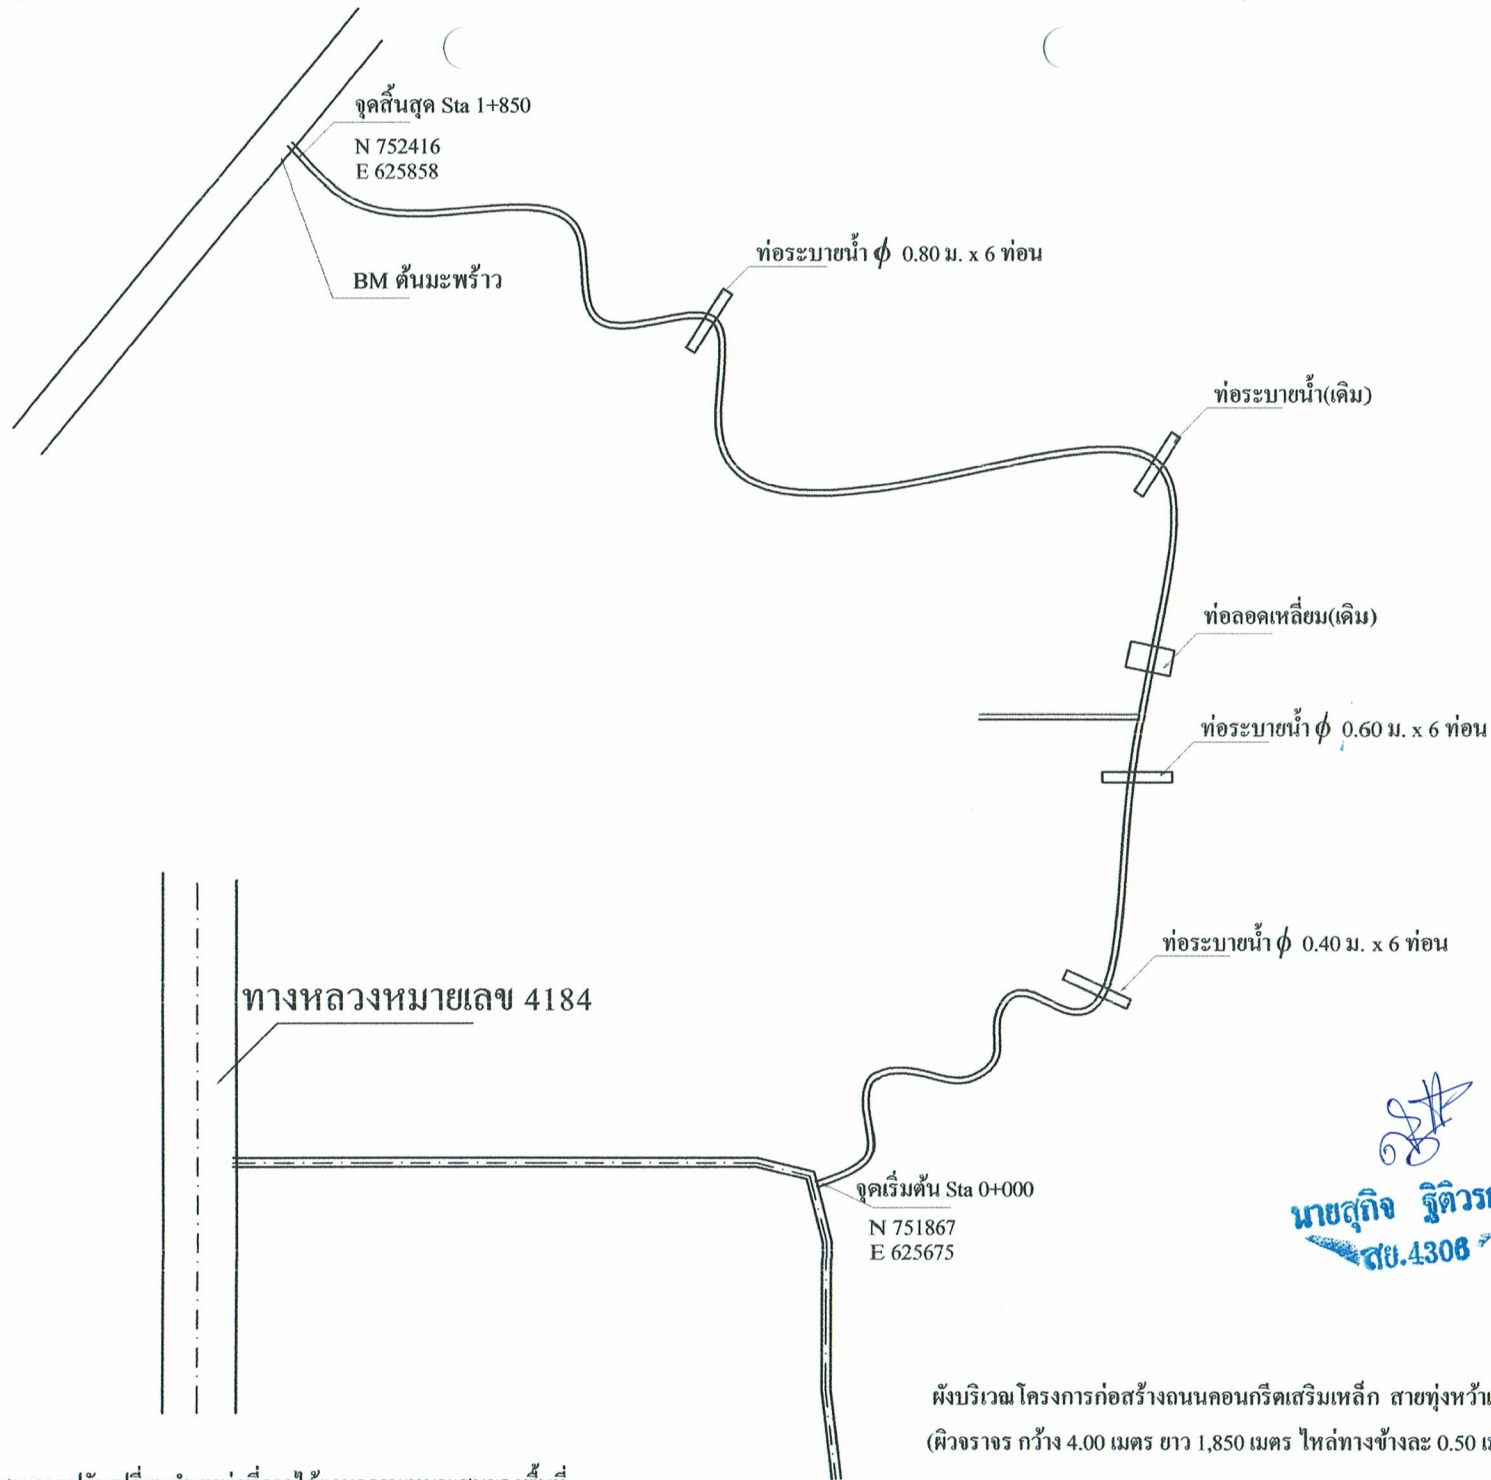 จุดสิ้นสุด Sta 1+850
N 752416
E 625858
BM ต้นมะพร้าว
ท่อระบายน้ำ ϕ 0.80 ม. x 6 ท่อน
ท่อระบายน้ำ(เดิม)
ท่อลอดเหลี่ยม(เดิม)
ท่อระบายน้ำ ϕ 0.60 ม. x 6 ท่อน
ท่อระบายน้ำ ϕ 0.40 ม. x 6 ท่อน
ทางหลวงหมายเลข 4184
จุดเริ่มต้น Sta 0+000
N 751867
E 625675
นายสุกิจ
สย.4306
ผังบริเวณโครงการก่อสร้างถนนคอนกรีตเสริมเหล็ก สายทุ่งหว้า
(ผิวจราจร กว้าง 4.00 เมตร ยาว 1,850 เมตร ไหล่ทางข้างละ 0.50